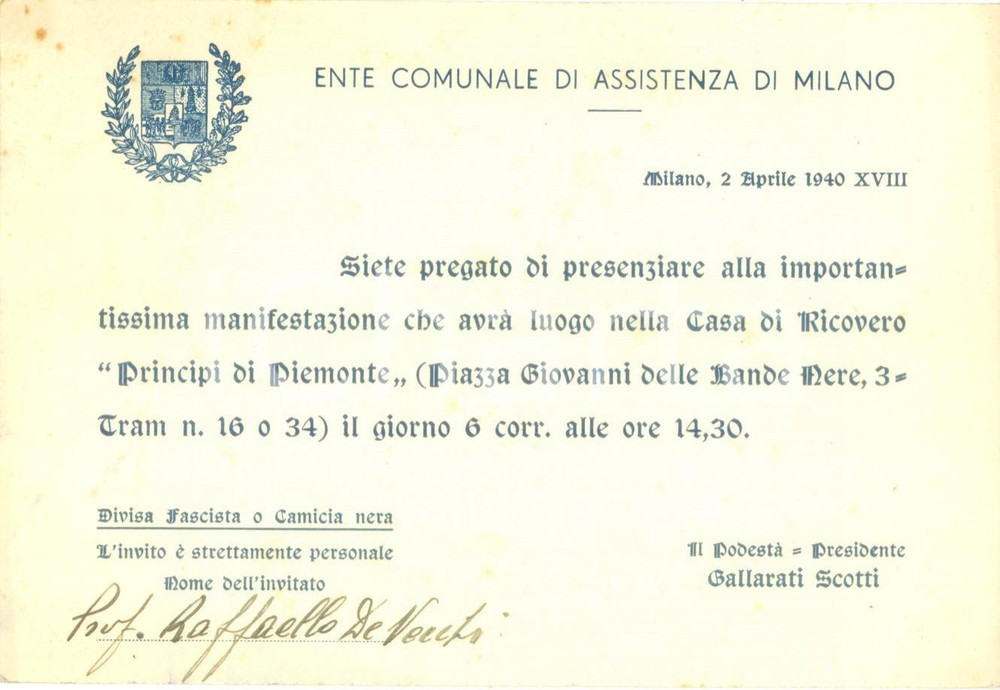 ENTE COMUNALE DI ASSISTENZA DI MILANO
Milano, 2 Aprile 1940 XVIII
Siete pregato di presenziare alla importan=
tissima manifestazione che avrà luogo nella Casa di Ricovero
“Principi di Piemonte„ (Piazza Giovanni delle Bande Nere, 3=
Tram n. 16 o 34) il giorno 6 corr. alle ore 14,30.
Divisa Fascista o Camicia nera
L'invito è strettamente personale
Nome dell'invitato
Prof. Raffaello De
Il Podestà = Presidente
Gallarati Scotti